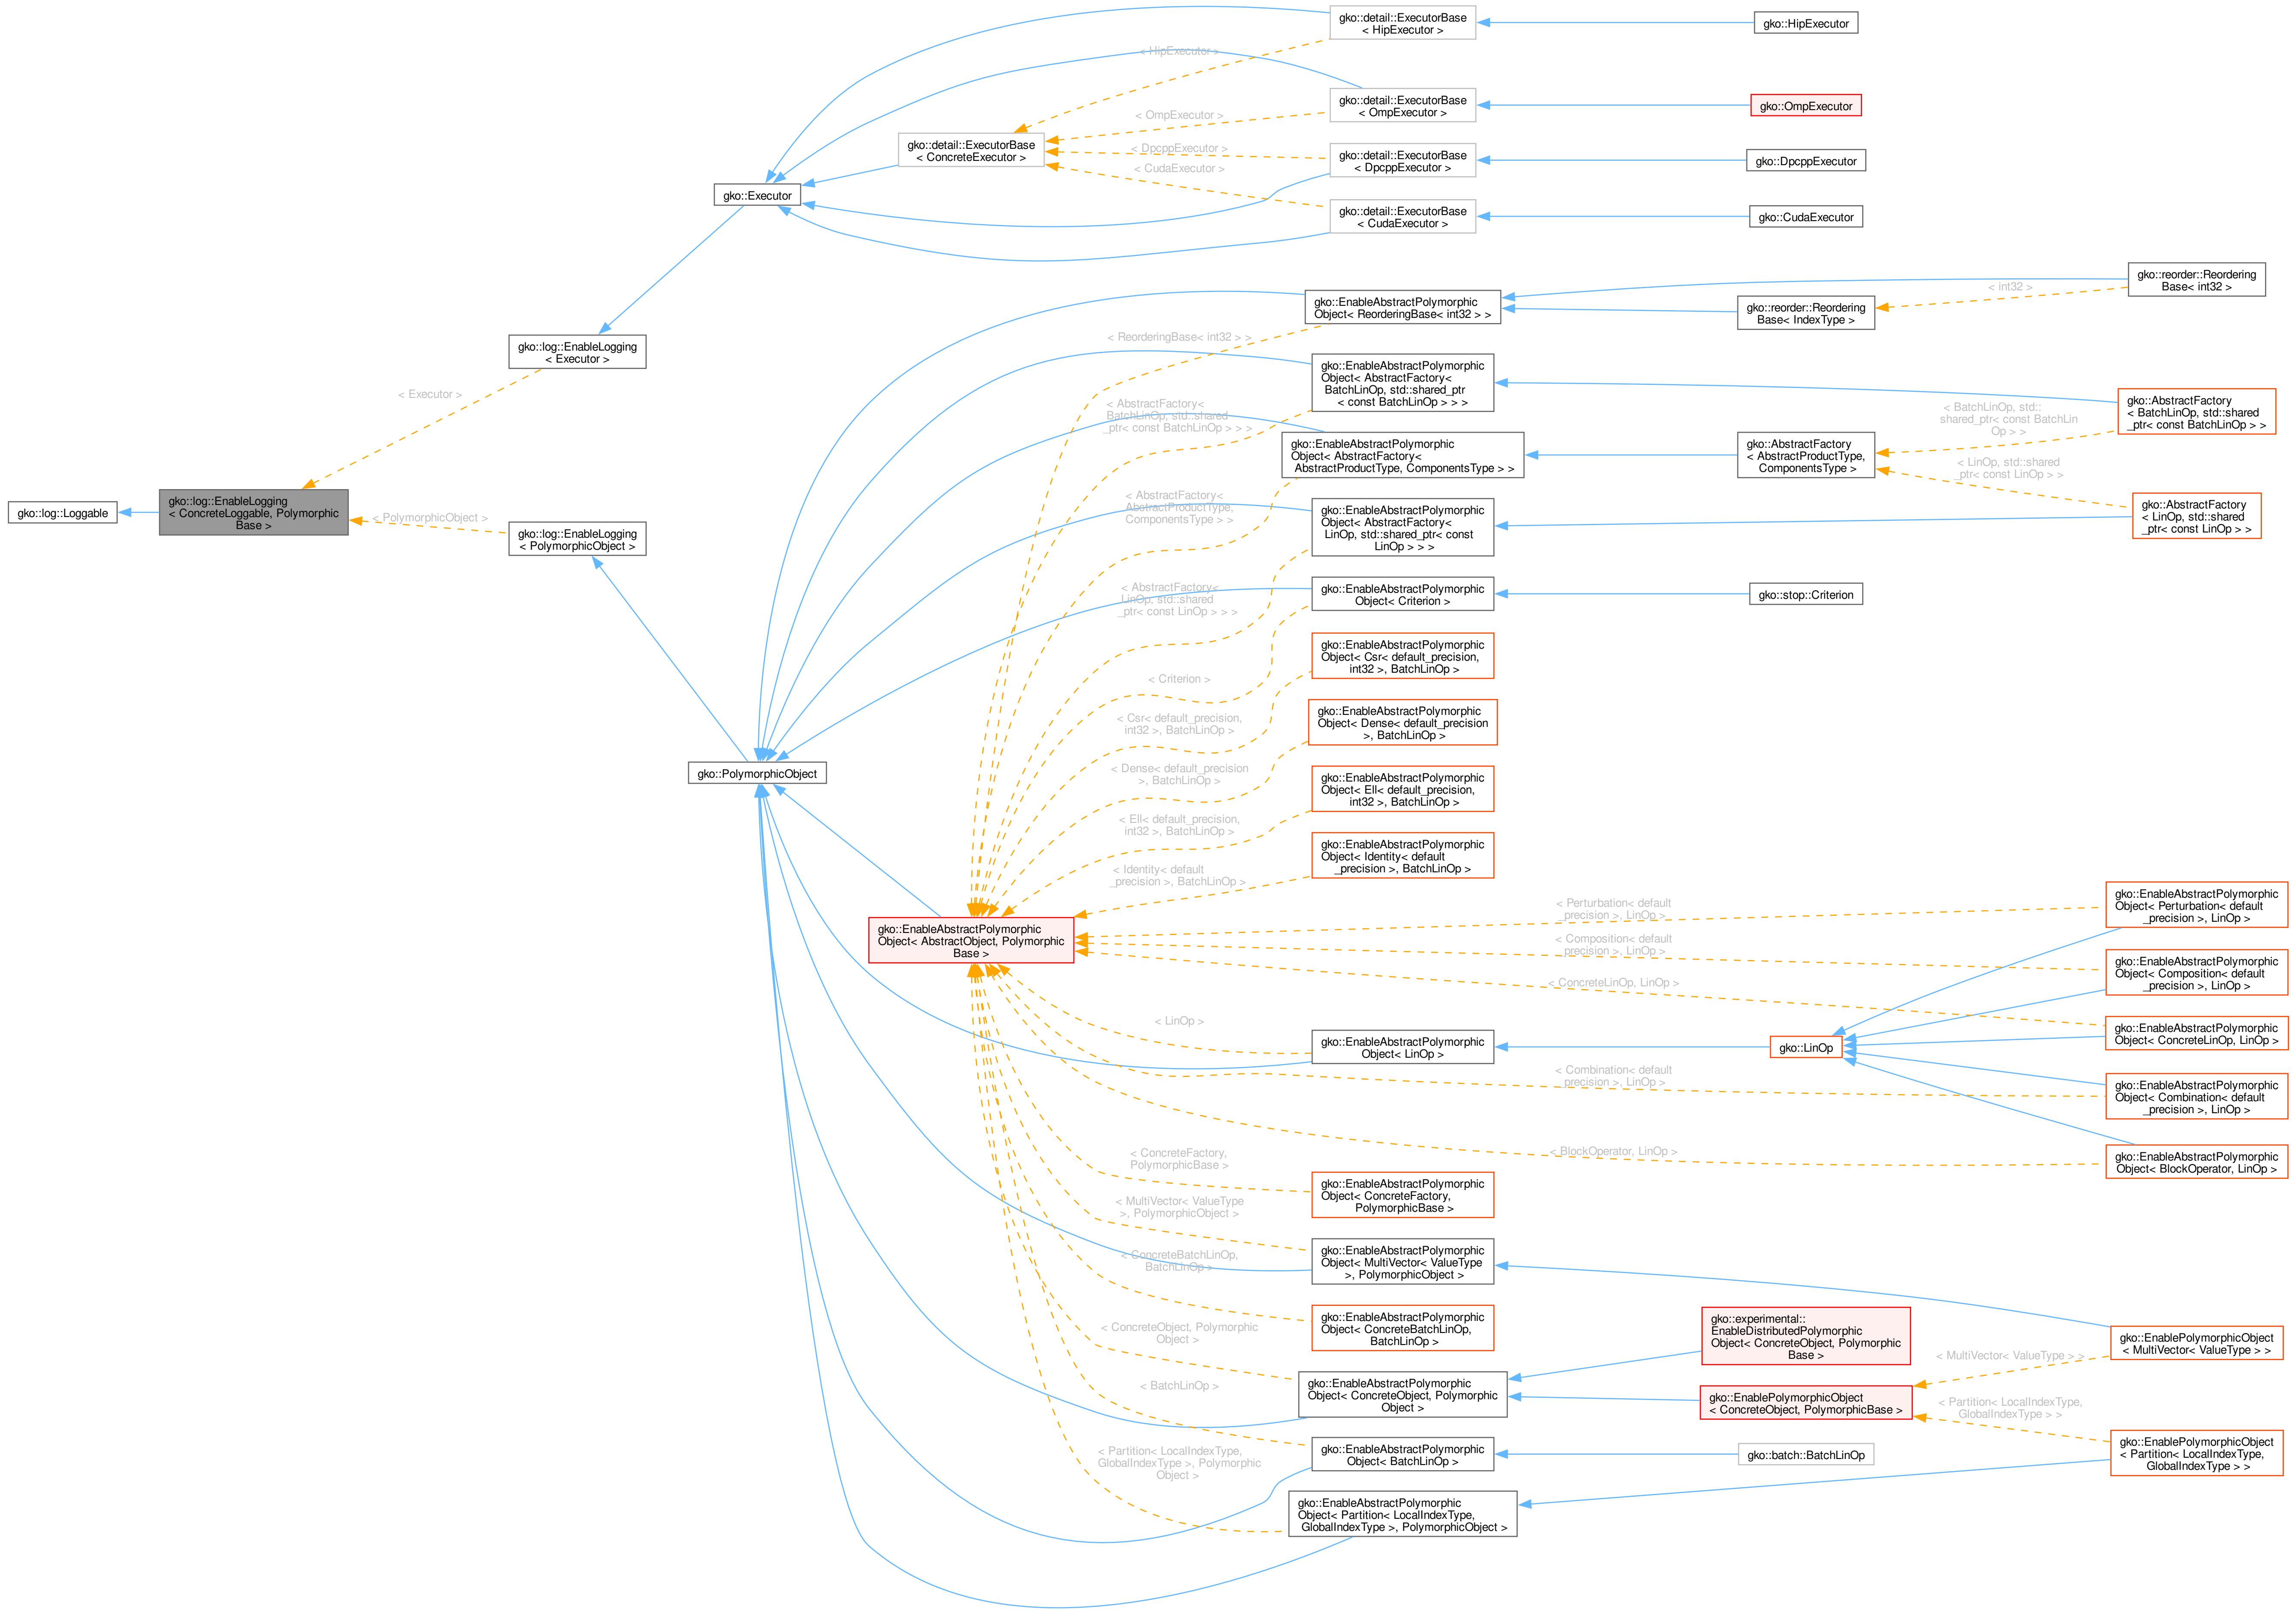 gko::log::Loggable
gko::log::EnableLogging
< ConcreteLoggable, Polymorphic
Base >
< Executor >
< PolymorphicObject >
gko::log::EnableLogging
< Executor >
gko::log::EnableLogging
< PolymorphicObject >
gko::Executor
gko::PolymorphicObject
gko::detail::ExecutorBase
< ConcreteExecutor >
gko::EnableAbstractPolymorphic
Object< AbstractObject, Polymorphic
Base >
< HipExecutor >
< OmpExecutor >
< DpcppExecutor >
< CudaExecutor >
< ReorderingBase< int32 > >
< AbstractFactory<
BatchLinOp, std::shared
_ptr< const BatchLinOp > > >
< AbstractFactory<
AbstractProductType,
ComponentsType > >
< AbstractFactory<
LinOp, std::shared
_ptr< const LinOp > > >
< Criterion >
< Csr< default_precision,
int32 >, BatchLinOp >
< Dense< default_precision
>, BatchLinOp >
< Ell< default_precision,
int32 >, BatchLinOp >
< Identity< default
_precision >, BatchLinOp >
< LinOp >
< ConcreteFactory,
PolymorphicBase >
< MultiVector< ValueType
>, PolymorphicObject >
< ConcreteBatchLinOp,
BatchLinOp >
< ConcreteObject, Polymorphic
Object >
< BatchLinOp >
< Partition< LocalIndexType,
GlobalIndexType >, Polymorphic
Object >
gko::detail::ExecutorBase
< HipExecutor >
gko::detail::ExecutorBase
< OmpExecutor >
gko::detail::ExecutorBase
< DpcppExecutor >
gko::detail::ExecutorBase
< CudaExecutor >
gko::EnableAbstractPolymorphic
Object< ReorderingBase< int32 > >
gko::EnableAbstractPolymorphic
Object< AbstractFactory<
BatchLinOp, std::shared_ptr
< const BatchLinOp > > >
gko::EnableAbstractPolymorphic
Object< AbstractFactory<
AbstractProductType, ComponentsType > >
gko::EnableAbstractPolymorphic
Object< AbstractFactory<
LinOp, std::shared_ptr< const
LinOp > > >
gko::EnableAbstractPolymorphic
Object< Criterion >
gko::EnableAbstractPolymorphic
Object< Csr< default_precision,
int32 >, BatchLinOp >
gko::EnableAbstractPolymorphic
Object< Dense< default_precision
>, BatchLinOp >
gko::EnableAbstractPolymorphic
Object< Ell< default_precision,
int32 >, BatchLinOp >
gko::EnableAbstractPolymorphic
Object< Identity< default
_precision >, BatchLinOp >
gko::EnableAbstractPolymorphic
Object< LinOp >
gko::EnableAbstractPolymorphic
Object< ConcreteFactory,
PolymorphicBase >
gko::EnableAbstractPolymorphic
Object< MultiVector< ValueType
>, PolymorphicObject >
gko::EnableAbstractPolymorphic
Object< ConcreteBatchLinOp,
BatchLinOp >
gko::EnableAbstractPolymorphic
Object< ConcreteObject, Polymorphic
Object >
gko::EnableAbstractPolymorphic
Object< BatchLinOp >
gko::EnableAbstractPolymorphic
Object< Partition< LocalIndexType,
GlobalIndexType >, PolymorphicObject >
< Perturbation< default
_precision >, LinOp >
< Composition< default
_precision >, LinOp >
< ConcreteLinOp, LinOp >
< Combination< default
_precision >, LinOp >
< BlockOperator, LinOp >
gko::HipExecutor
gko::OmpExecutor
gko::DpcppExecutor
gko::CudaExecutor
gko::reorder::Reordering
Base< IndexType >
gko::AbstractFactory
< AbstractProductType,
ComponentsType >
gko::stop::Criterion
gko::LinOp
gko::experimental::
EnableDistributedPolymorphic
Object< ConcreteObject, Polymorphic
Base >
gko::EnablePolymorphicObject
< ConcreteObject, PolymorphicBase >
gko::batch::BatchLinOp
< int32 >
< BatchLinOp, std::
shared_ptr< const BatchLin
Op > >
< LinOp, std::shared
_ptr< const LinOp > >
< MultiVector< ValueType > >
< Partition< LocalIndexType,
GlobalIndexType > >
gko::reorder::Reordering
Base< int32 >
gko::AbstractFactory
< BatchLinOp, std::shared
_ptr< const BatchLinOp > >
gko::AbstractFactory
< LinOp, std::shared
_ptr< const LinOp > >
gko::EnableAbstractPolymorphic
Object< Perturbation< default
_precision >, LinOp >
gko::EnableAbstractPolymorphic
Object< Composition< default
_precision >, LinOp >
gko::EnableAbstractPolymorphic
Object< ConcreteLinOp, LinOp >
gko::EnableAbstractPolymorphic
Object< Combination< default
_precision >, LinOp >
gko::EnableAbstractPolymorphic
Object< BlockOperator, LinOp >
gko::EnablePolymorphicObject
< MultiVector< ValueType > >
gko::EnablePolymorphicObject
< Partition< LocalIndexType,
GlobalIndexType > >